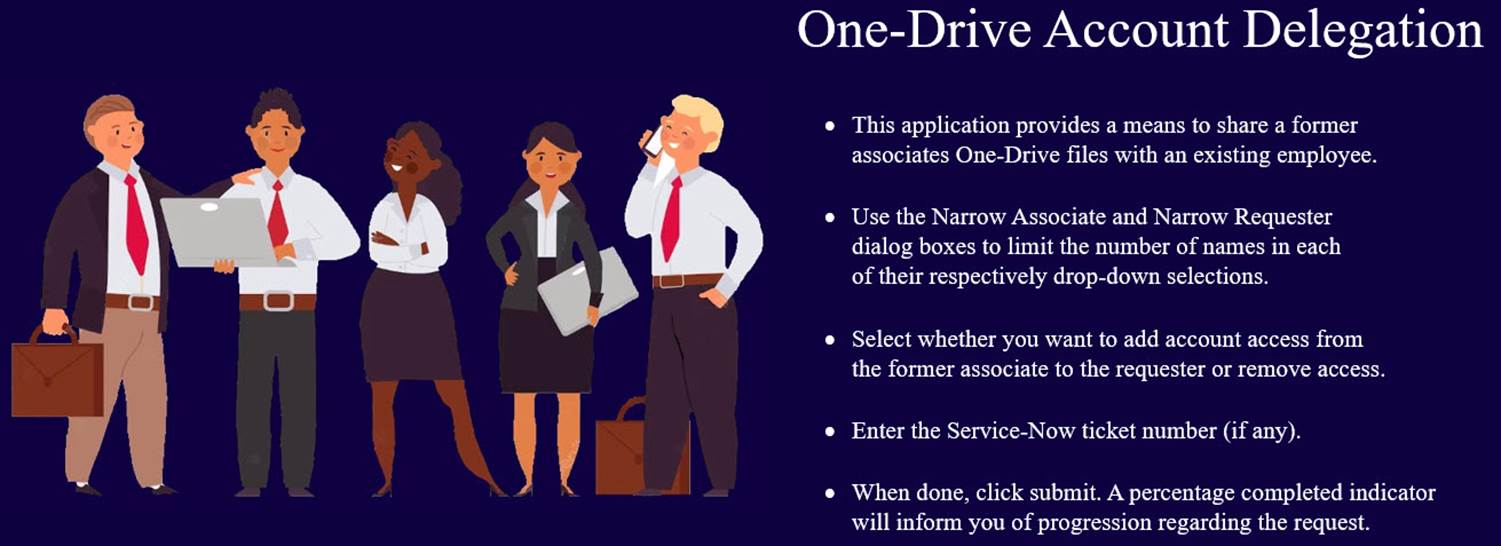 One-Drive Account Delegation
• This application provides a means to share a former
associates One-Drive files with an existing employee.
• Use the Narrow Associate and Narrow Requester
dialog boxes to limit the number of names in each
of their respectively drop-down selections.
• Select whether you want to add account access from
the former associate to the requester or remove access.
• Enter the Service-Now ticket number (if any).
• When done, click submit. A percentage completed indicator
will inform you of progression regarding the request.